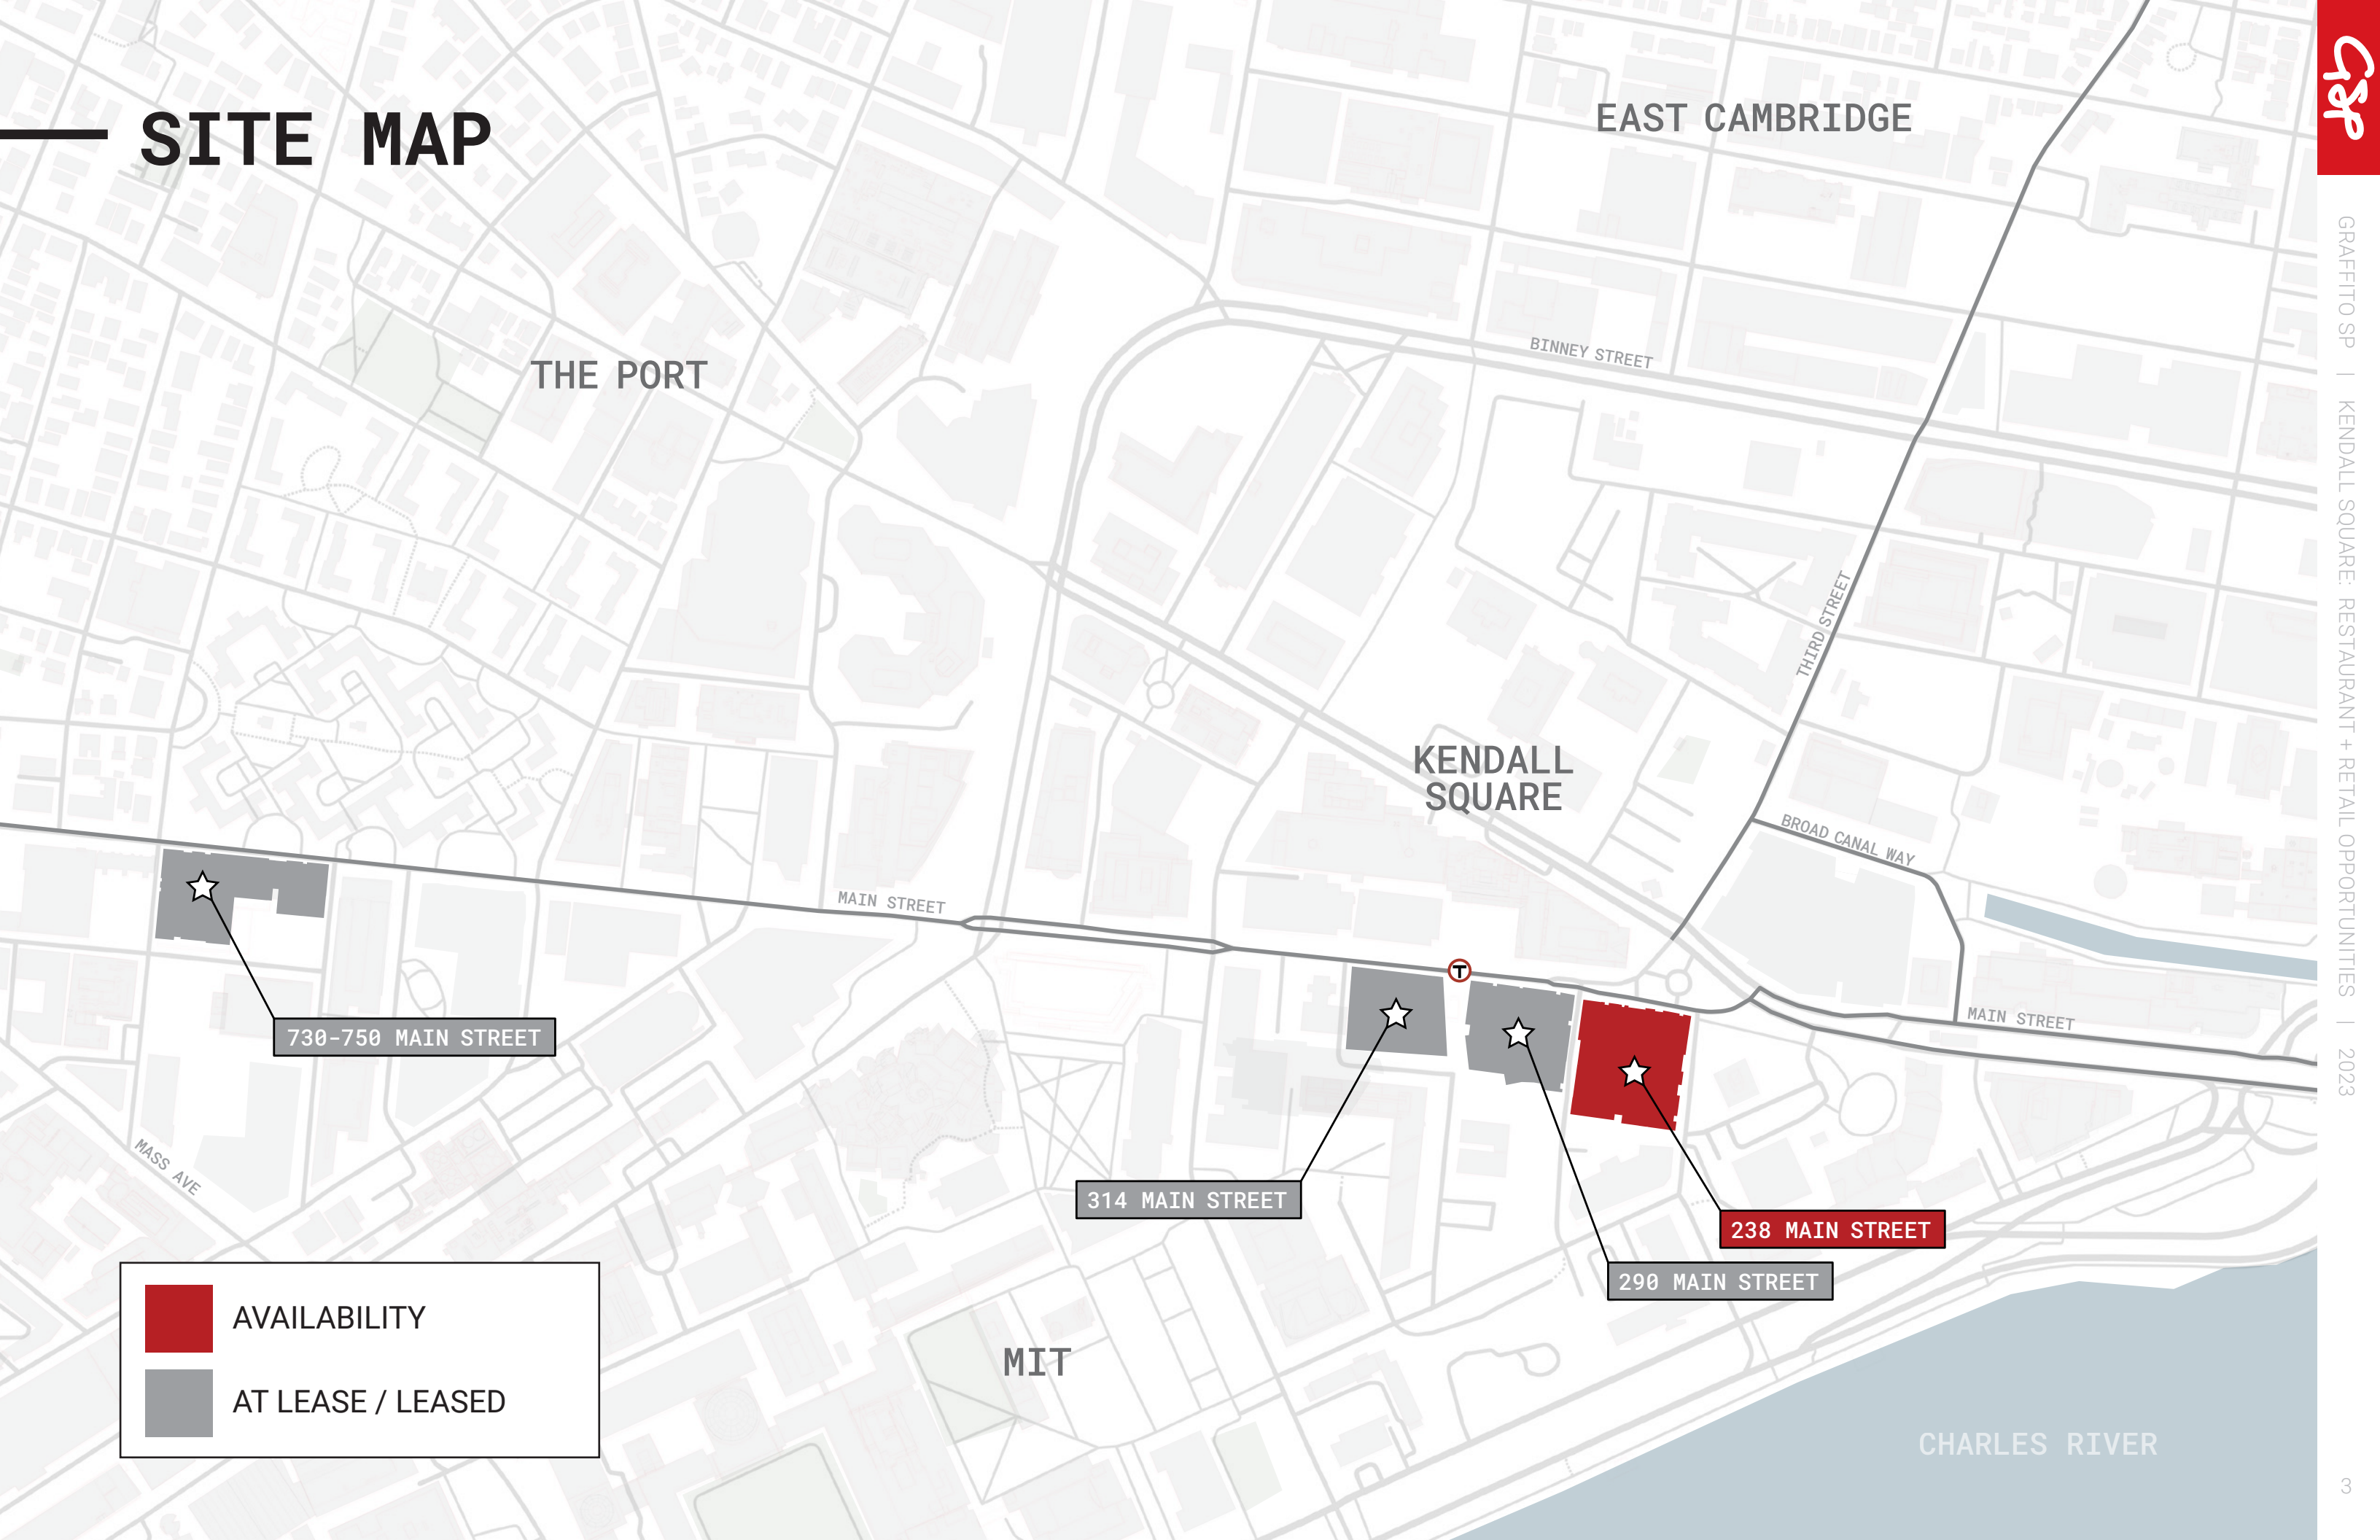 SITE MAP
EAST CAMBRIDGE
THE PORT
BINNEY STREET
THIRD STREET
KENDALL
SQUARE
BROAD CANAL WAY
MAIN STREET
T
MAIN STREET
730-750 MAIN STREET
MASS AVE
314 MAIN STREET
238 MAIN STREET
290 MAIN STREET
MIT
CHARLES RIVER
AVAILABILITY
AT LEASE / LEASED
GSP
GRAFFITO SP | KENDALL SQUARE: RESTAURANT + RETAIL OPPORTUNITIES | 2023
3